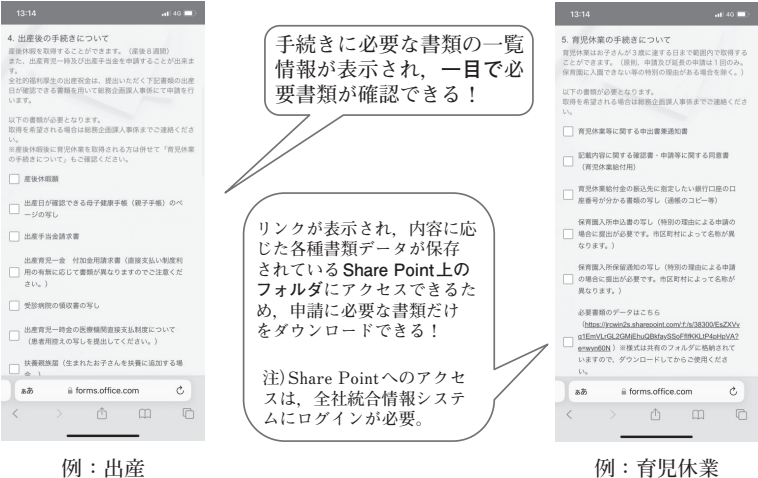 13:14
4G
4. 出産後の手続きについて
産後休暇を取得することができます。（産後８週間）
また、出産育児一時及び出産手当金を申請することが出来ま
す。
全社的福利厚生の出産祝金は、提出いただく下記書類の出産
日が確認できる書類を用いて総務企画課人事係にて申請を行
います。
以下の書類が必要となります。
取得を希望される場合は総務企画課人事係までご連絡くださ
い。
※産後休暇後に育児休業を取得される方は併せて「育児休業
の手続きについて」もご確認ください。
産後休暇願
出産日が確認できる母子健康手帳（親子手帳）のペ
ージの写し
出産手当金請求書
出産育児一金　付加金用請求書（直接支払い制度利
用の有無に応じて書類が異なりますのでご注意くだ
さい。）
受診病院の領収書の写し
出産育児一時金の医療機関直接支払制度について
（患者用控えの写しを提出してください。）
扶養親族届（生まれたお子さんを扶養に追加する場
合。）
ぁあ
forms.office.com
例：出産
手続きに必要な書類の一覧
情報が表示され，一目で必
要書類が確認できる！
リンクが表示され，内容に応
じた各種書類データが保存
されているShare Point上の
フォルダにアクセスできるた
め，申請に必要な書類だけ
をダウンロードできる！
注）Share Pointへのアクセ
スは、全社統合情報システ
ムにログインが必要。
13:14
4G
5. 育児休業の手続きについて
育児休業はお子さんが３歳に達する日まで範囲内で取得する
ことができます。（原則、申請及び延長の申請は１回のみ。
保育園に入園できない等の特別の理由がある場合を除く。）
以下の書類が必要となります。
取得を希望される場合は総務企画課人事係までご連絡くださ
い。
育児休業等に関する申出書兼通知書
記載内容に関する確認書・申請等に関する同意書
（育児休業給付用）
育児休業給付金の振込先に指定したい銀行口座の口
座番号が分かる書類の写し（通帳のコピー等）
保育園入所申込書の写し（特別の理由による申請の
場合に提出が必要です。市区町村によって名称が異
なります。）
保育園入所保留通知の写し（特別の理由による申請
の場合に提出が必要です。市区町村によって名称が
異なります。）
必要書類のデータはこちら
（https://jrcwin2s.sharepoint.com/:f:/s/38300/EsZXVv
e=wyn60N ）※様式は共有のフォルダに格納されて
いますので、ダウンロードしてからご使用くださ
い。
ぁあ
forms.office.com
例：育児休業